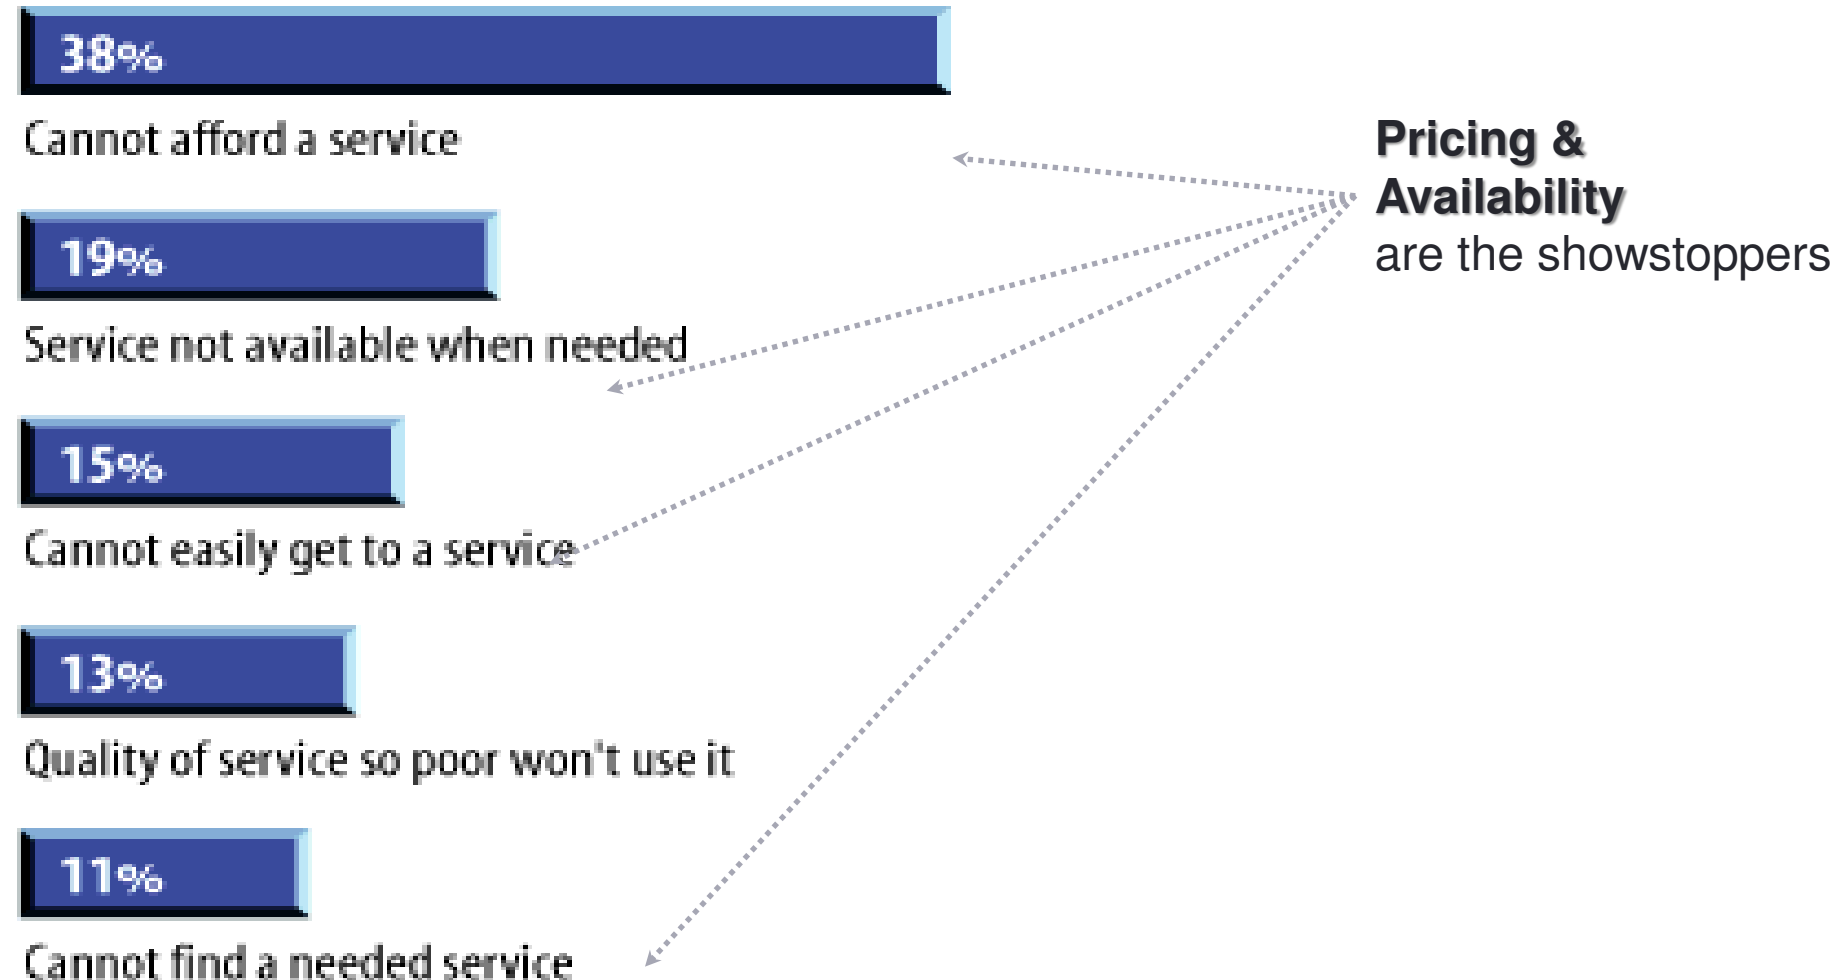 38%
Cannot afford a service
19%
Service not available when needed
15%
Cannot easily get to a service
13%
Quality of service so poor won't use it
11%
Cannot find a needed service
Pricing &
Availability
are the showstoppers